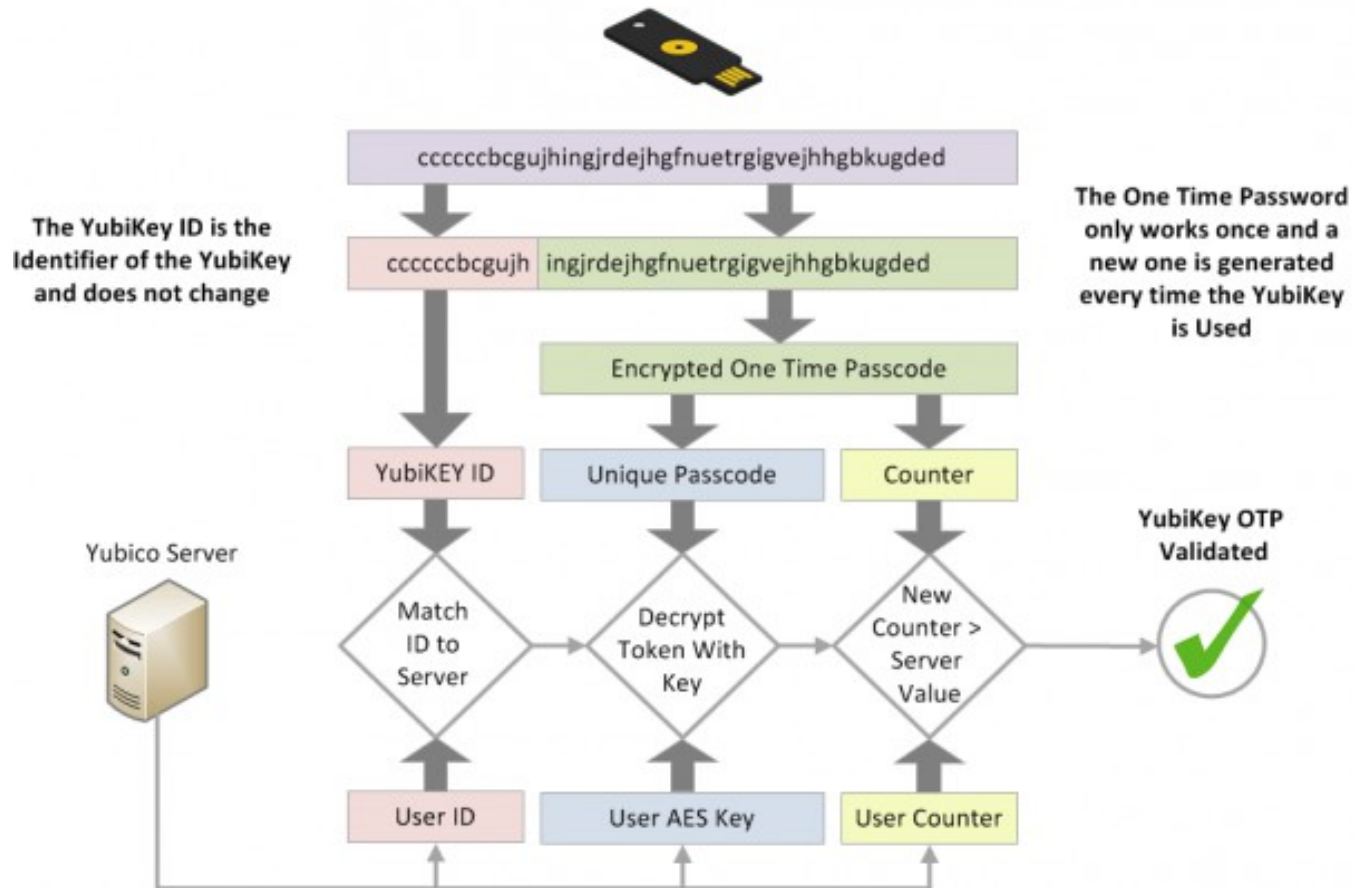 ccccccbcgujhingjrdejhgfnuetrgigvejhhgbkugded
The YubiKey ID is the
Identifier of the YubiKey
and does not change
The One Time Password
only works once and a
new one is generated
every time the YubiKey
is Used
ccccccbcgujh
ingjrdejhgfnuetrgigvejhhgbkugded
Encrypted One Time Passcode
YubiKEY ID
Unique Passcode
Counter
Yubico Server
Match
ID to
Server
Decrypt
Token With
Key
New
Counter >
Server
Value
YubiKey OTP
Validated
User ID
User AES Key
User Counter